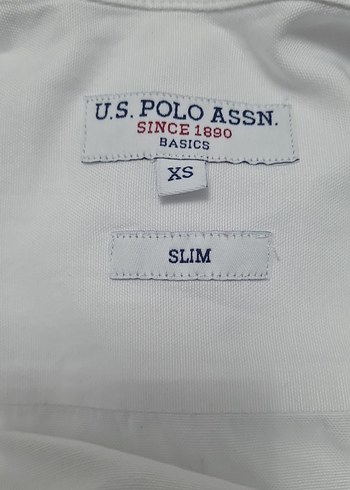 U.S. POLO ASSN.
SINCE 1890
BASICS
XS
SLIM